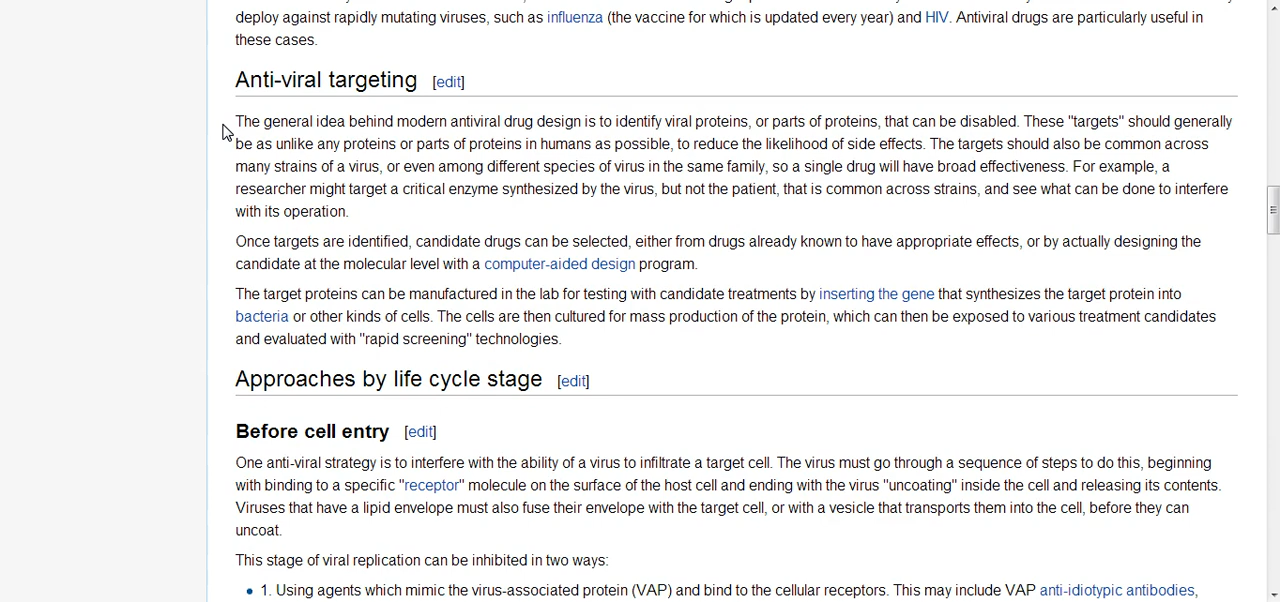 deploy against rapidly mutating viruses, such as influenza (the vaccine for which is updated every year) and HIV. Antiviral drugs are particularly useful in
these cases.
Anti-viral targeting [edit]
The general idea behind modern antiviral drug design is to identify viral proteins, or parts of proteins, that can be disabled. These "targets" should generally
be as unlike any proteins or parts of proteins in humans as possible, to reduce the likelihood of side effects. The targets should also be common across
many strains of a virus, or even among different species of virus in the same family, so a single drug will have broad effectiveness. For example, a
researcher might target a critical enzyme synthesized by the virus, but not the patient, that is common across strains, and see what can be done to interfere
with its operation.
Once targets are identified, candidate drugs can be selected, either from drugs already known to have appropriate effects, or by actually designing the
candidate at the molecular level with a computer-aided design program.
The target proteins can be manufactured in the lab for testing with candidate treatments by inserting the gene that synthesizes the target protein into
bacteria or other kinds of cells. The cells are then cultured for mass production of the protein, which can then be exposed to various treatment candidates
and evaluated with "rapid screening" technologies.
Approaches by life cycle stage [edit]
Before cell entry [edit]
One anti-viral strategy is to interfere with the ability of a virus to infiltrate a target cell. The virus must go through a sequence of steps to do this, beginning
with binding to a specific "receptor" molecule on the surface of the host cell and ending with the virus "uncoating" inside the cell and releasing its contents.
Viruses that have a lipid envelope must also fuse their envelope with the target cell, or with a vesicle that transports them into the cell, before they can
uncoat.
This stage of viral replication can be inhibited in two ways:
• 1. Using agents which mimic the virus-associated protein (VAP) and bind to the cellular receptors. This may include VAP anti-idiotypic antibodies,